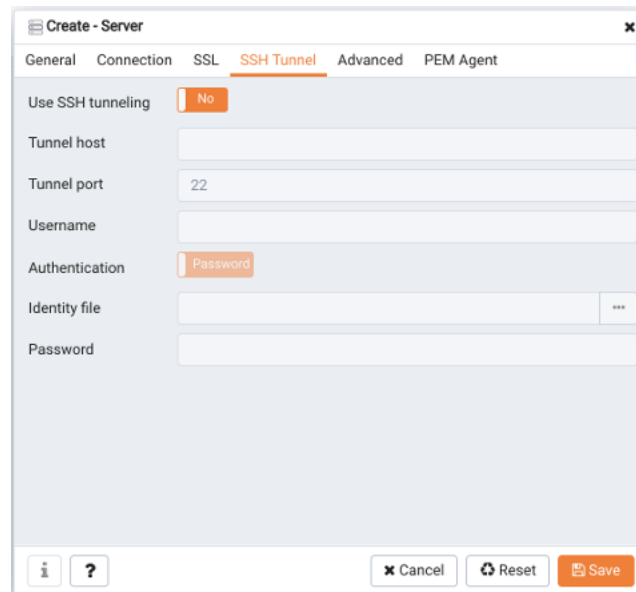 Create - Server
General Connection SSL SSH Tunnel Advanced PEM Agent
Use SSH tunneling No
Tunnel host
Tunnel port 22
Username
Authentication Password
Identity file
Password
i ? Cancel Reset Save